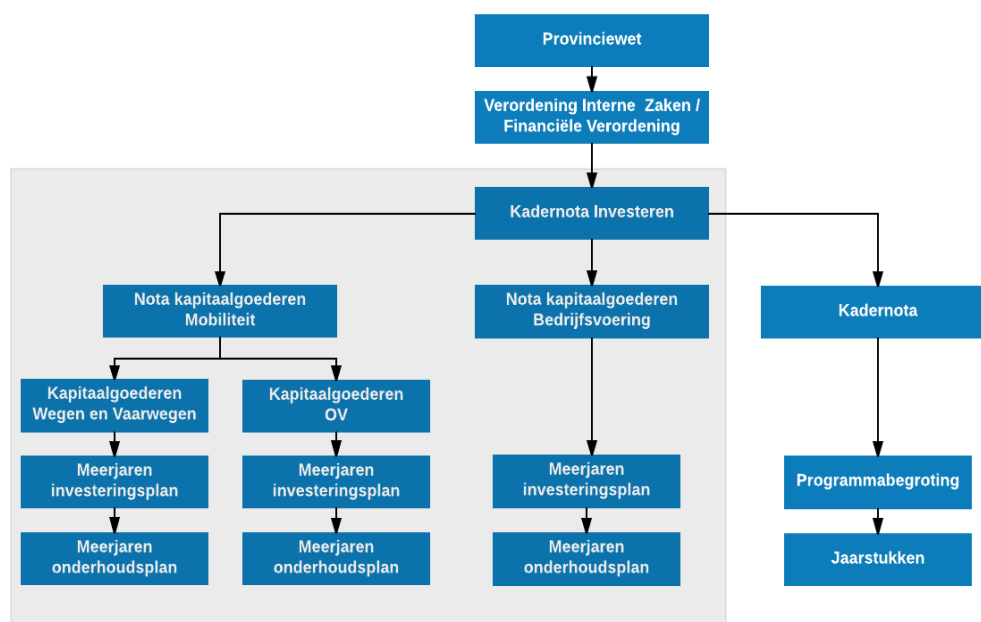 Provinciewet
Verordening Interne Zaken /
Financiële Verordening
Kadernota Investeren
Nota kapitaalgoederen
Mobiliteit
Nota kapitaalgoederen
Bedrijfsvoering
Kadernota
Kapitaalgoederen
Wegen en Vaarwegen
Kapitaalgoederen
OV
Meerjaren
investeringsplan
Meerjaren
investeringsplan
Meerjaren
investeringsplan
Programmabegroting
Meerjaren
onderhoudsplan
Meerjaren
onderhoudsplan
Meerjaren
onderhoudsplan
Jaarstukken